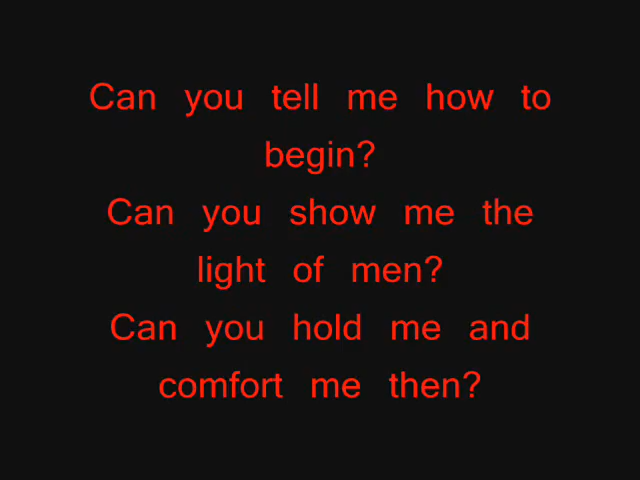 Can you tell me how to
begin?
Can you show me the
light of men?
Can you hold me and
comfort me then?